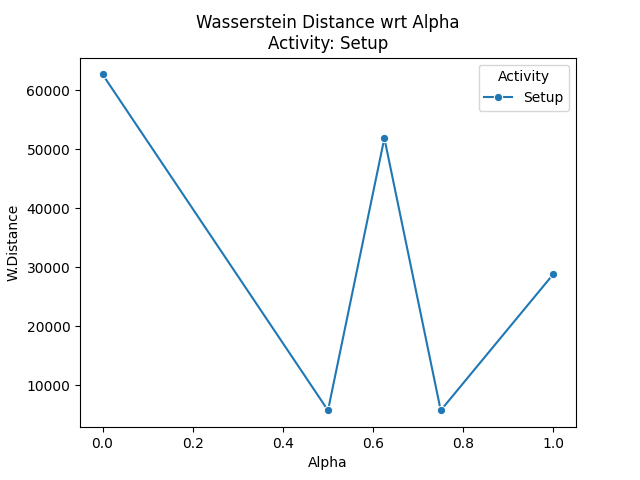 Wasserstein Distance wrt Alpha
Activity: Setup
Activity
Setup
W.Distance
60000
50000
40000
30000
20000
10000
0.0 0.2 0.4 0.6 0.8 1.0
Alpha